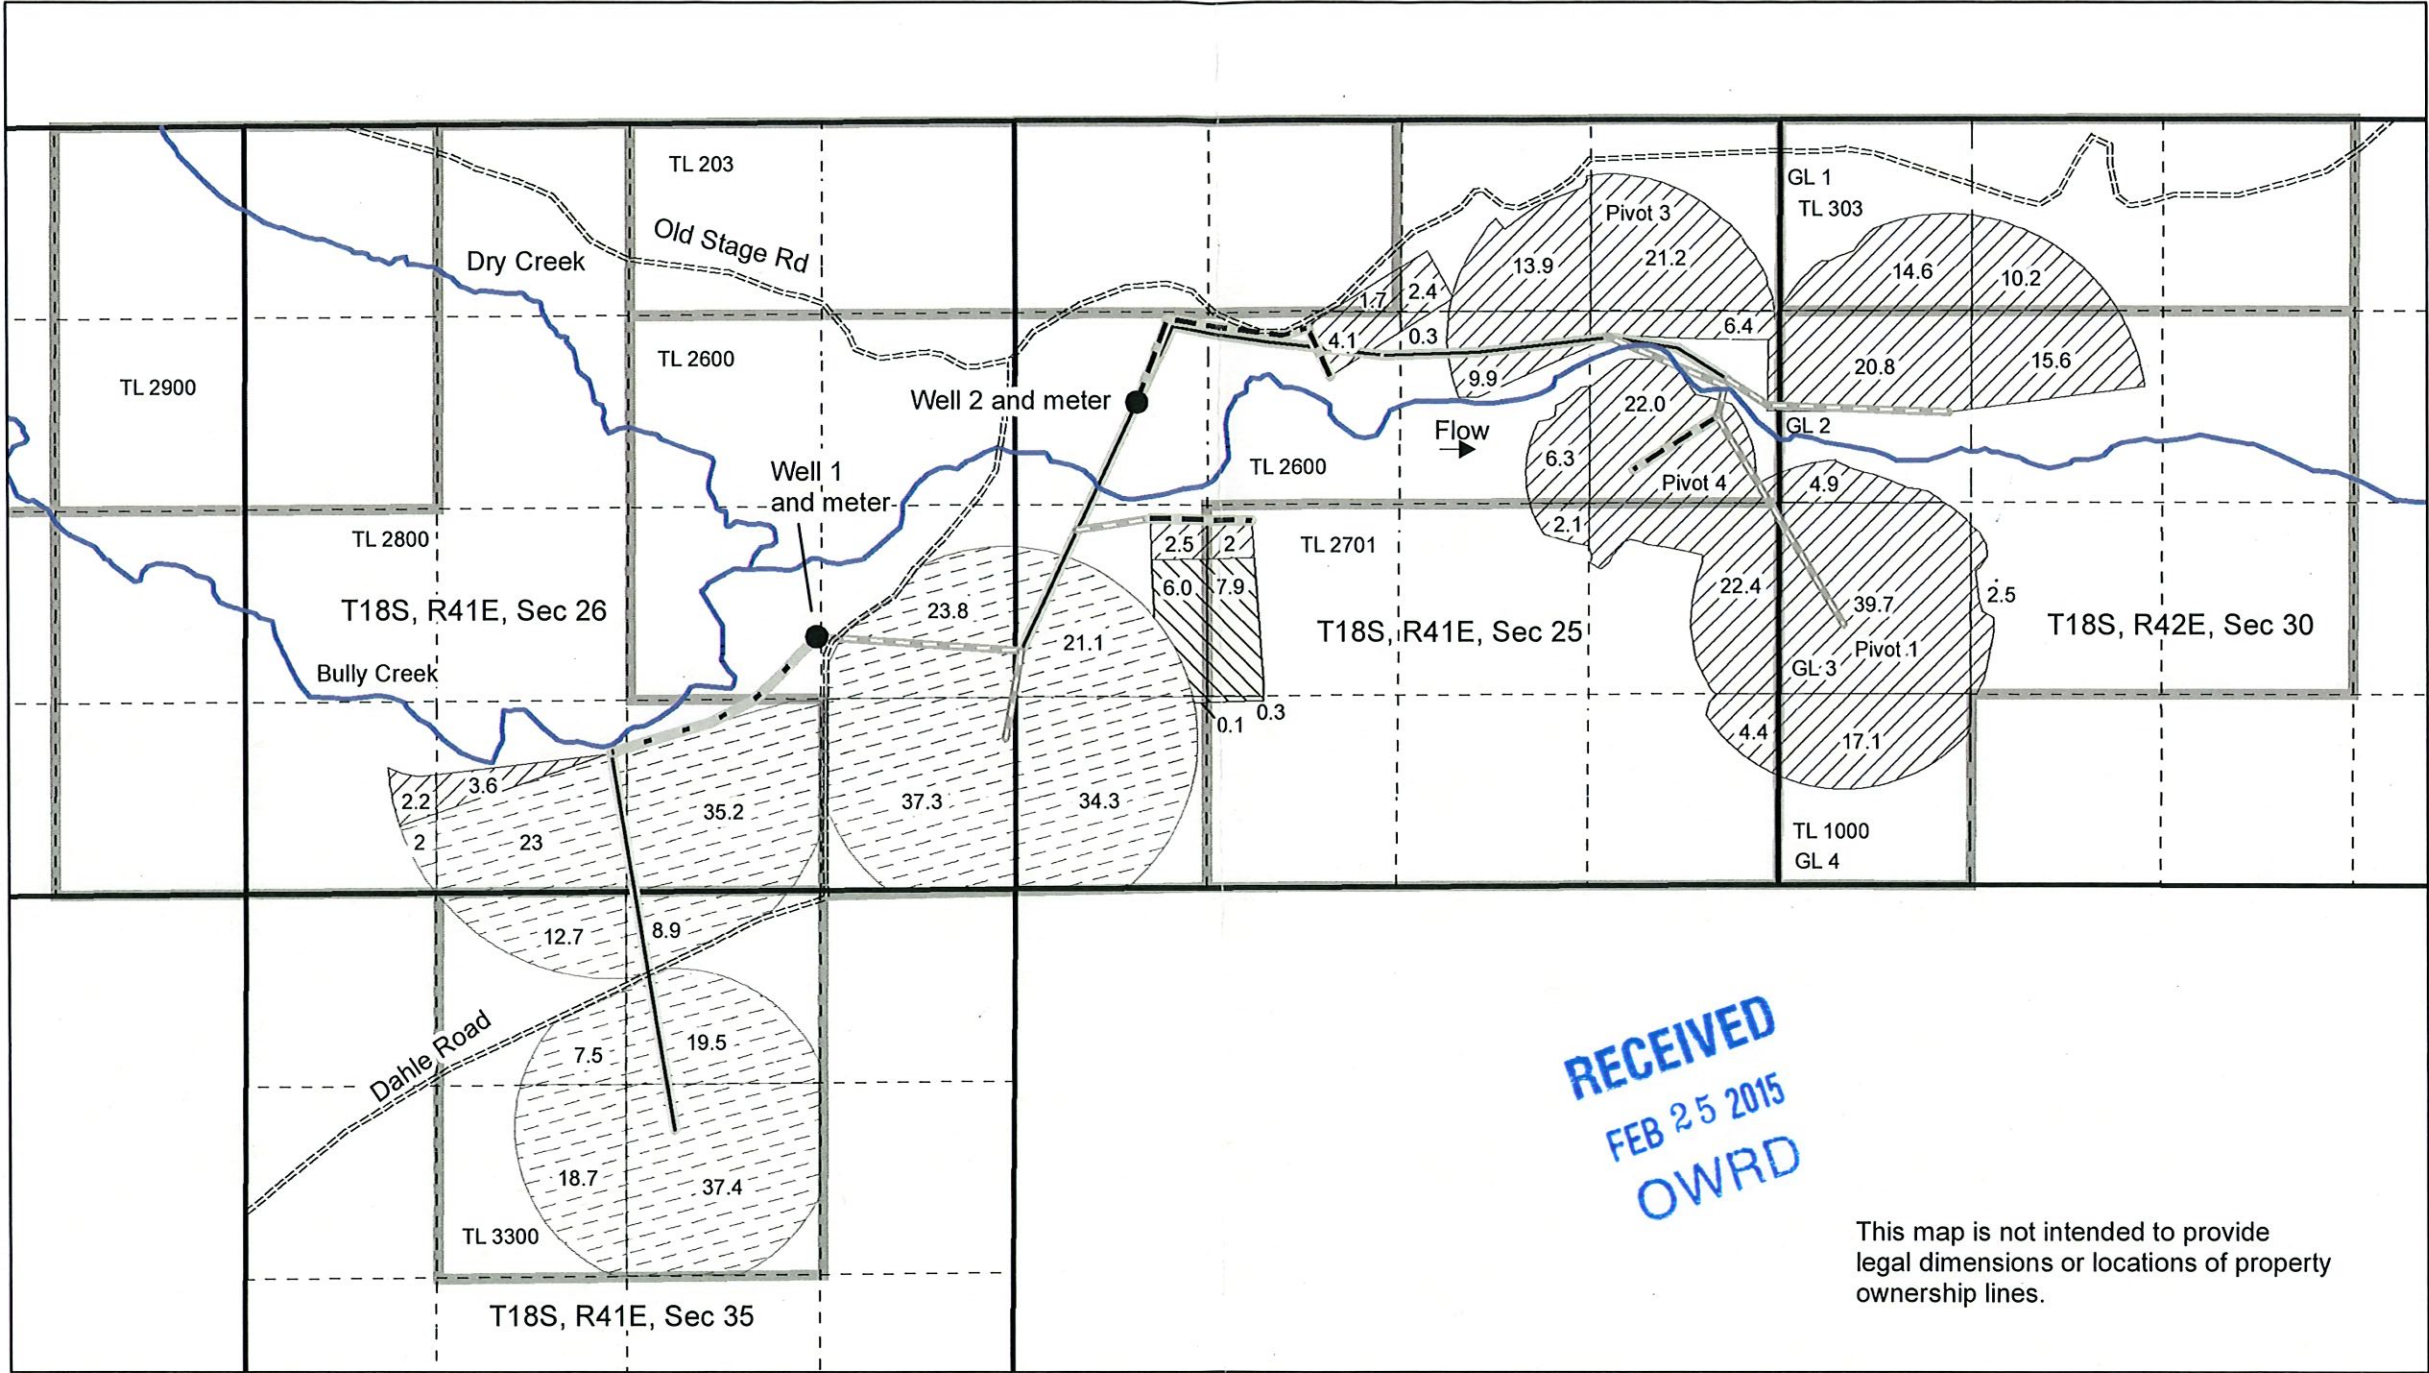 TL 203
GL 1
TL 303
Pivot 3
Old Stage Rd
Dry Creek
13.9
21.2
14.6
10.2
1.7
2.4
6.4
4.1
0.3
TL 2600
20.8
15.6
TL 2900
9.9
Well 2 and meter
22.0
GL 2
Flow
6.3
TL 2600
Well 1
and meter
Pivot 4
4.9
2.1
TL 2800
2.5
2
TL 2701
6.0
7.9
22.4
2.5
T18S, R41E, Sec 26
23.8
39.7
T18S, R41E, Sec 25
T18S, R42E, Sec 30
21.1
Pivot 1
GL 3
Bully Creek
0.3
0.1
4.4
17.1
3.6
2.2
35.2
37.3
34.3
2
23
TL 1000
GL 4
12.7
8.9
Dahle Road
7.5
19.5
18.7
37.4
TL 3300
T18S, R41E, Sec 35
RECEIVED
FEB 25 2015
OWRD
This map is not intended to provide
legal dimensions or locations of property
ownership lines.